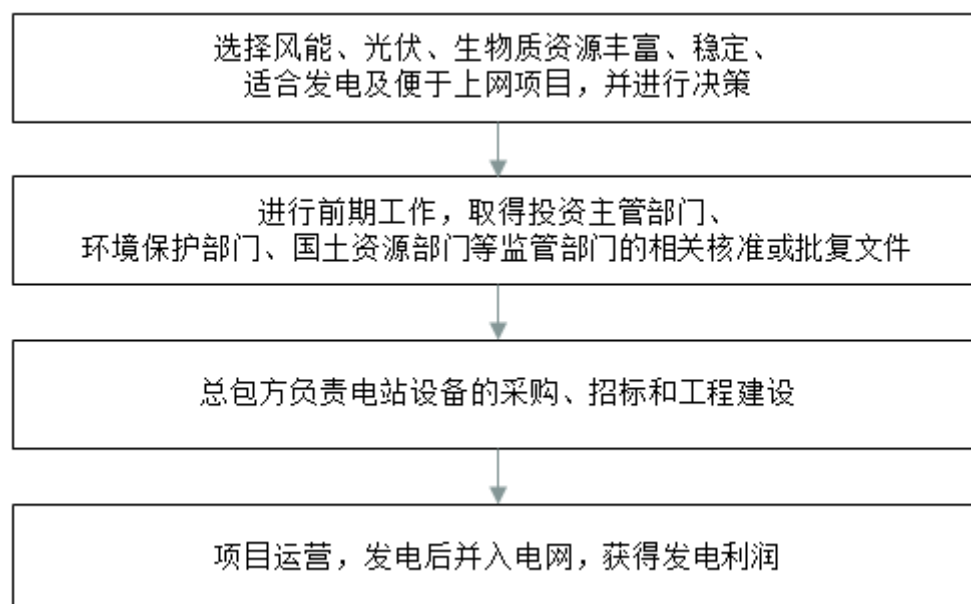 选择风能、光伏、生物质资源丰富、稳定、
适合发电及便于上网项目，并进行决策
进行前期工作，取得投资主管部门、
环境保护部门、国土资源部门等监管部门的相关核准或批复文件
总包方负责电站设备的采购、招标和工程建设
项目运营，发电后并入电网，获得发电利润